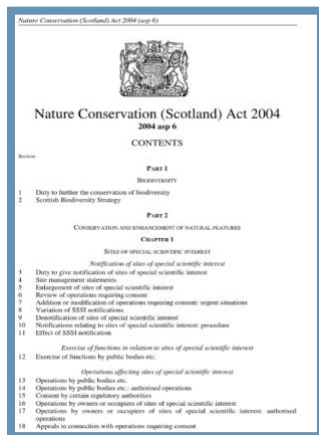 Nature Conservation (Scotland) Act 2004 (asp 6)
Nature Conservation (Scotland) Act 2004
2004 asp 6
CONTENTS
Section
PART 1
BIODIVERSITY
1 Duty to further the conservation of biodiversity
2 Scottish Biodiversity Strategy
PART 2
CONSERVATION AND ENHANCEMENT OF NATURAL FEATURES
CHAPTER 1
SITES OF SPECIAL SCIENTIFIC INTEREST
Notification of sites of special scientific interest
3 Duty to give notification of sites of special scientific interest
4 Site management statements
5 Enlargement of sites of special scientific interest
6 Review of operations requiring consent
7 Addition or modification of operations requiring consent: urgent situations
8 Variation of SSSI notifications
9 Denotification of sites of special scientific interest
10 Notifications relating to sites of special scientific interest: procedure
11 Effect of SSSI notification
Exercise of functions in relation to sites of special scientific interest
12 Exercise of functions by public bodies etc.
Operations affecting sites of special scientific interest
13 Operations by public bodies etc.
14 Operations by public bodies etc.: authorised operations
15 Consent by certain regulatory authorities
16 Operations by owners or occupiers of sites of special scientific interest
17 Operations by owners or occupiers of sites of special scientific interest: authorised
operations
18 Appeals in connection with operations requiring consent